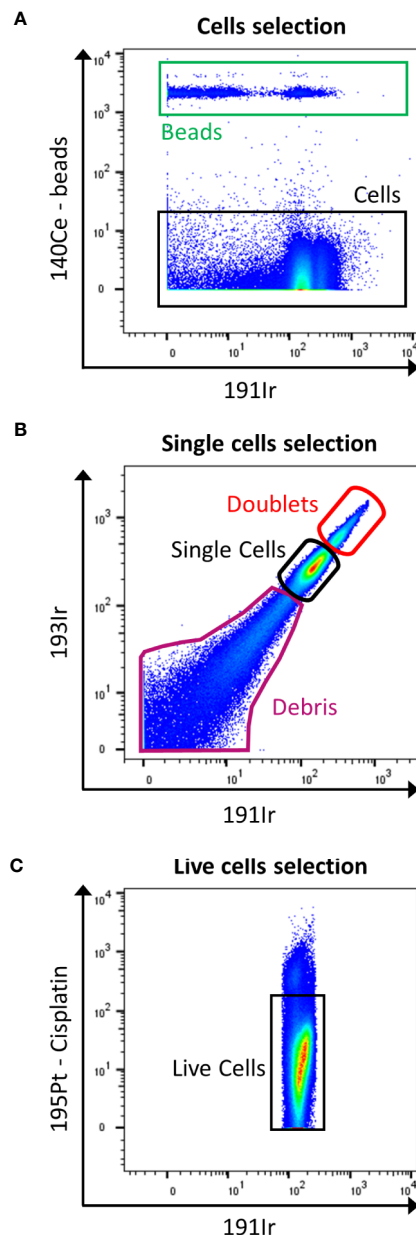 A
Cells selection
140Ce - beads
10⁴
10³
10²
10¹
0
Beads
Cells
0
10¹
10²
10³
10⁴
191Ir
B
Single cells selection
193Ir
10³
10²
10¹
0
Doublets
Single Cells
Debris
0
10¹
10²
10³
191Ir
C
Live cells selection
195Pt - Cisplatin
10⁴
10³
10²
10¹
0
Live Cells
0
10¹
10²
10³
10⁴
191Ir